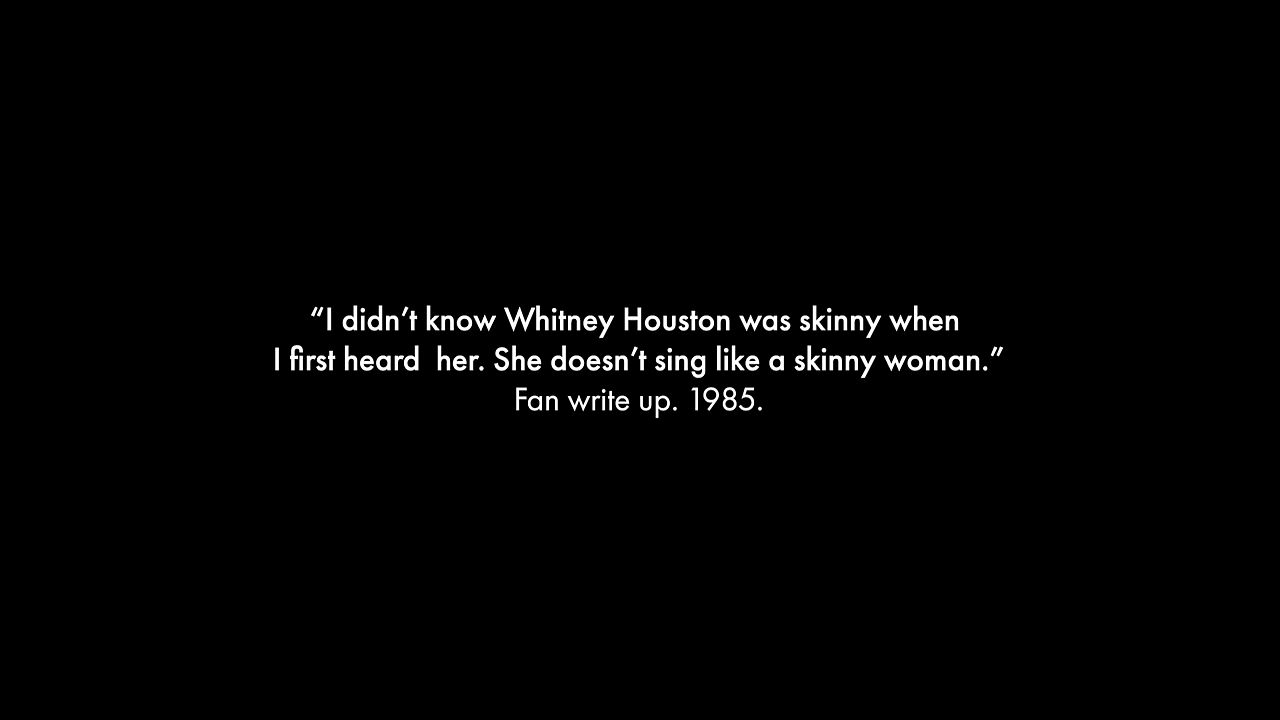 “I didn’t know Whitney Houston was skinny when
I first heard  her. She doesn’t sing like a skinny woman.”
Fan write up. 1985.